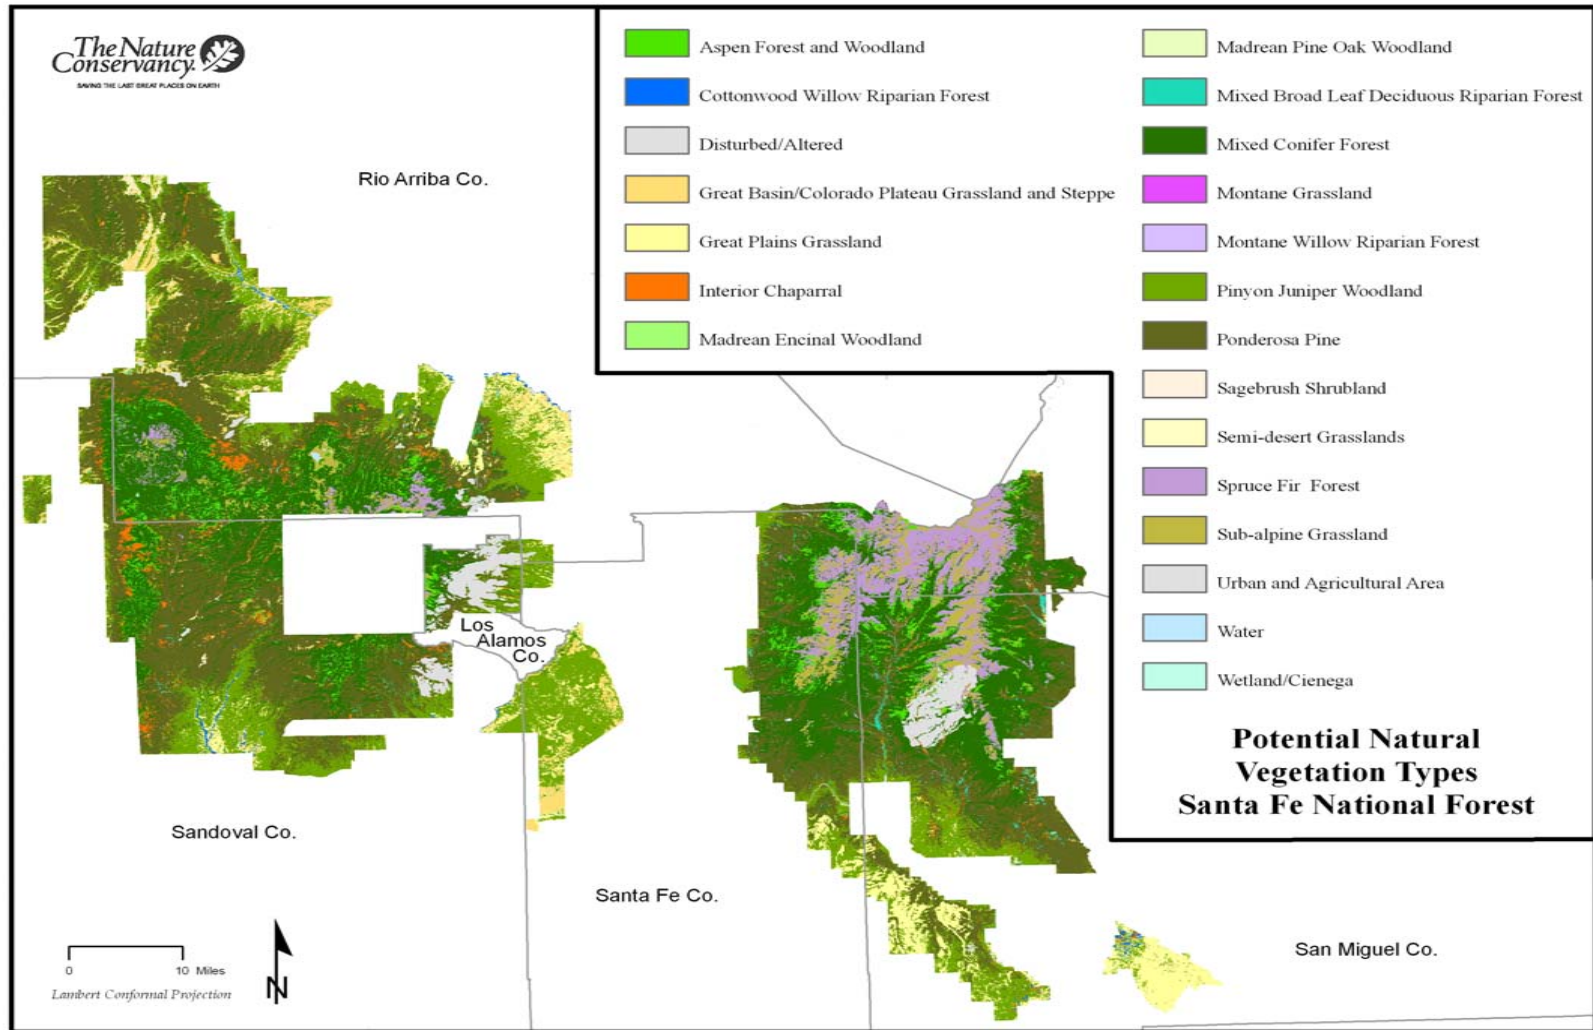 The Nature
Conservancy.
SAVING THE LAST GREAT PLACES ON EARTH
Aspen Forest and Woodland
Cottonwood Willow Riparian Forest
Disturbed/Altered
Great Basin/Colorado Plateau Grassland and Steppe
Great Plains Grassland
Interior Chaparral
Madrean Encinal Woodland
Madrean Pine Oak Woodland
Mixed Broad Leaf Deciduous Riparian Forest
Mixed Conifer Forest
Montane Grassland
Montane Willow Riparian Forest
Pinyon Juniper Woodland
Ponderosa Pine
Sagebrush Shrubland
Semi-desert Grasslands
Spruce Fir Forest
Sub-alpine Grassland
Urban and Agricultural Area
Water
Wetland/Cienega
Potential Natural
Vegetation Types
Santa Fe National Forest
Rio Arriba Co.
Los
Alamos
Co.
Sandoval Co.
Santa Fe Co.
San Miguel Co.
0 10 Miles
Lambert Conformal Projection
N